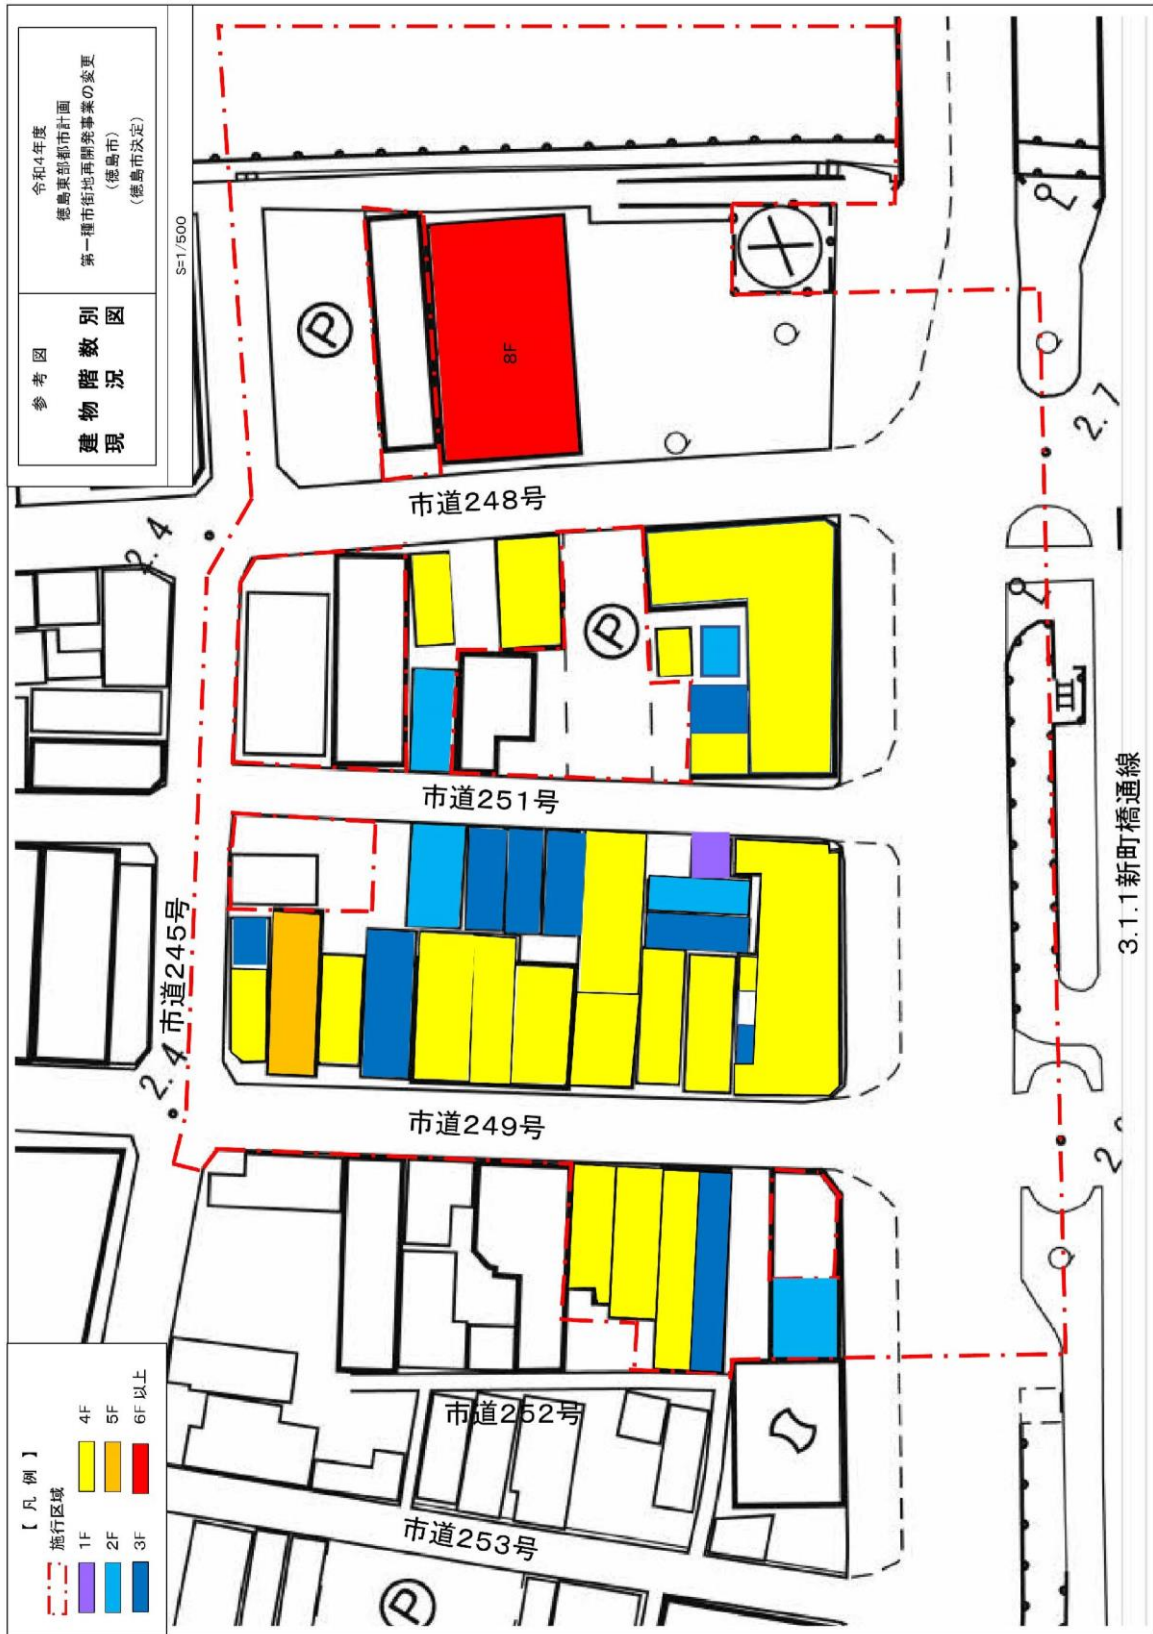 参考図
建物階数別
現況図
令和4年度
徳島東部都市計画
第一種市街地再開発事業の変更
(徳島市)
(徳島市決定)
S=1/500
P
8F
2.4
市道248号
2.7
P
市道251号
市道245号
3.1.1新町橋通線
2.4
市道249号
2.
市道252号
市道253号
P
【凡例】
施行区域
1F
4F
2F
5F
3F
6F 以上